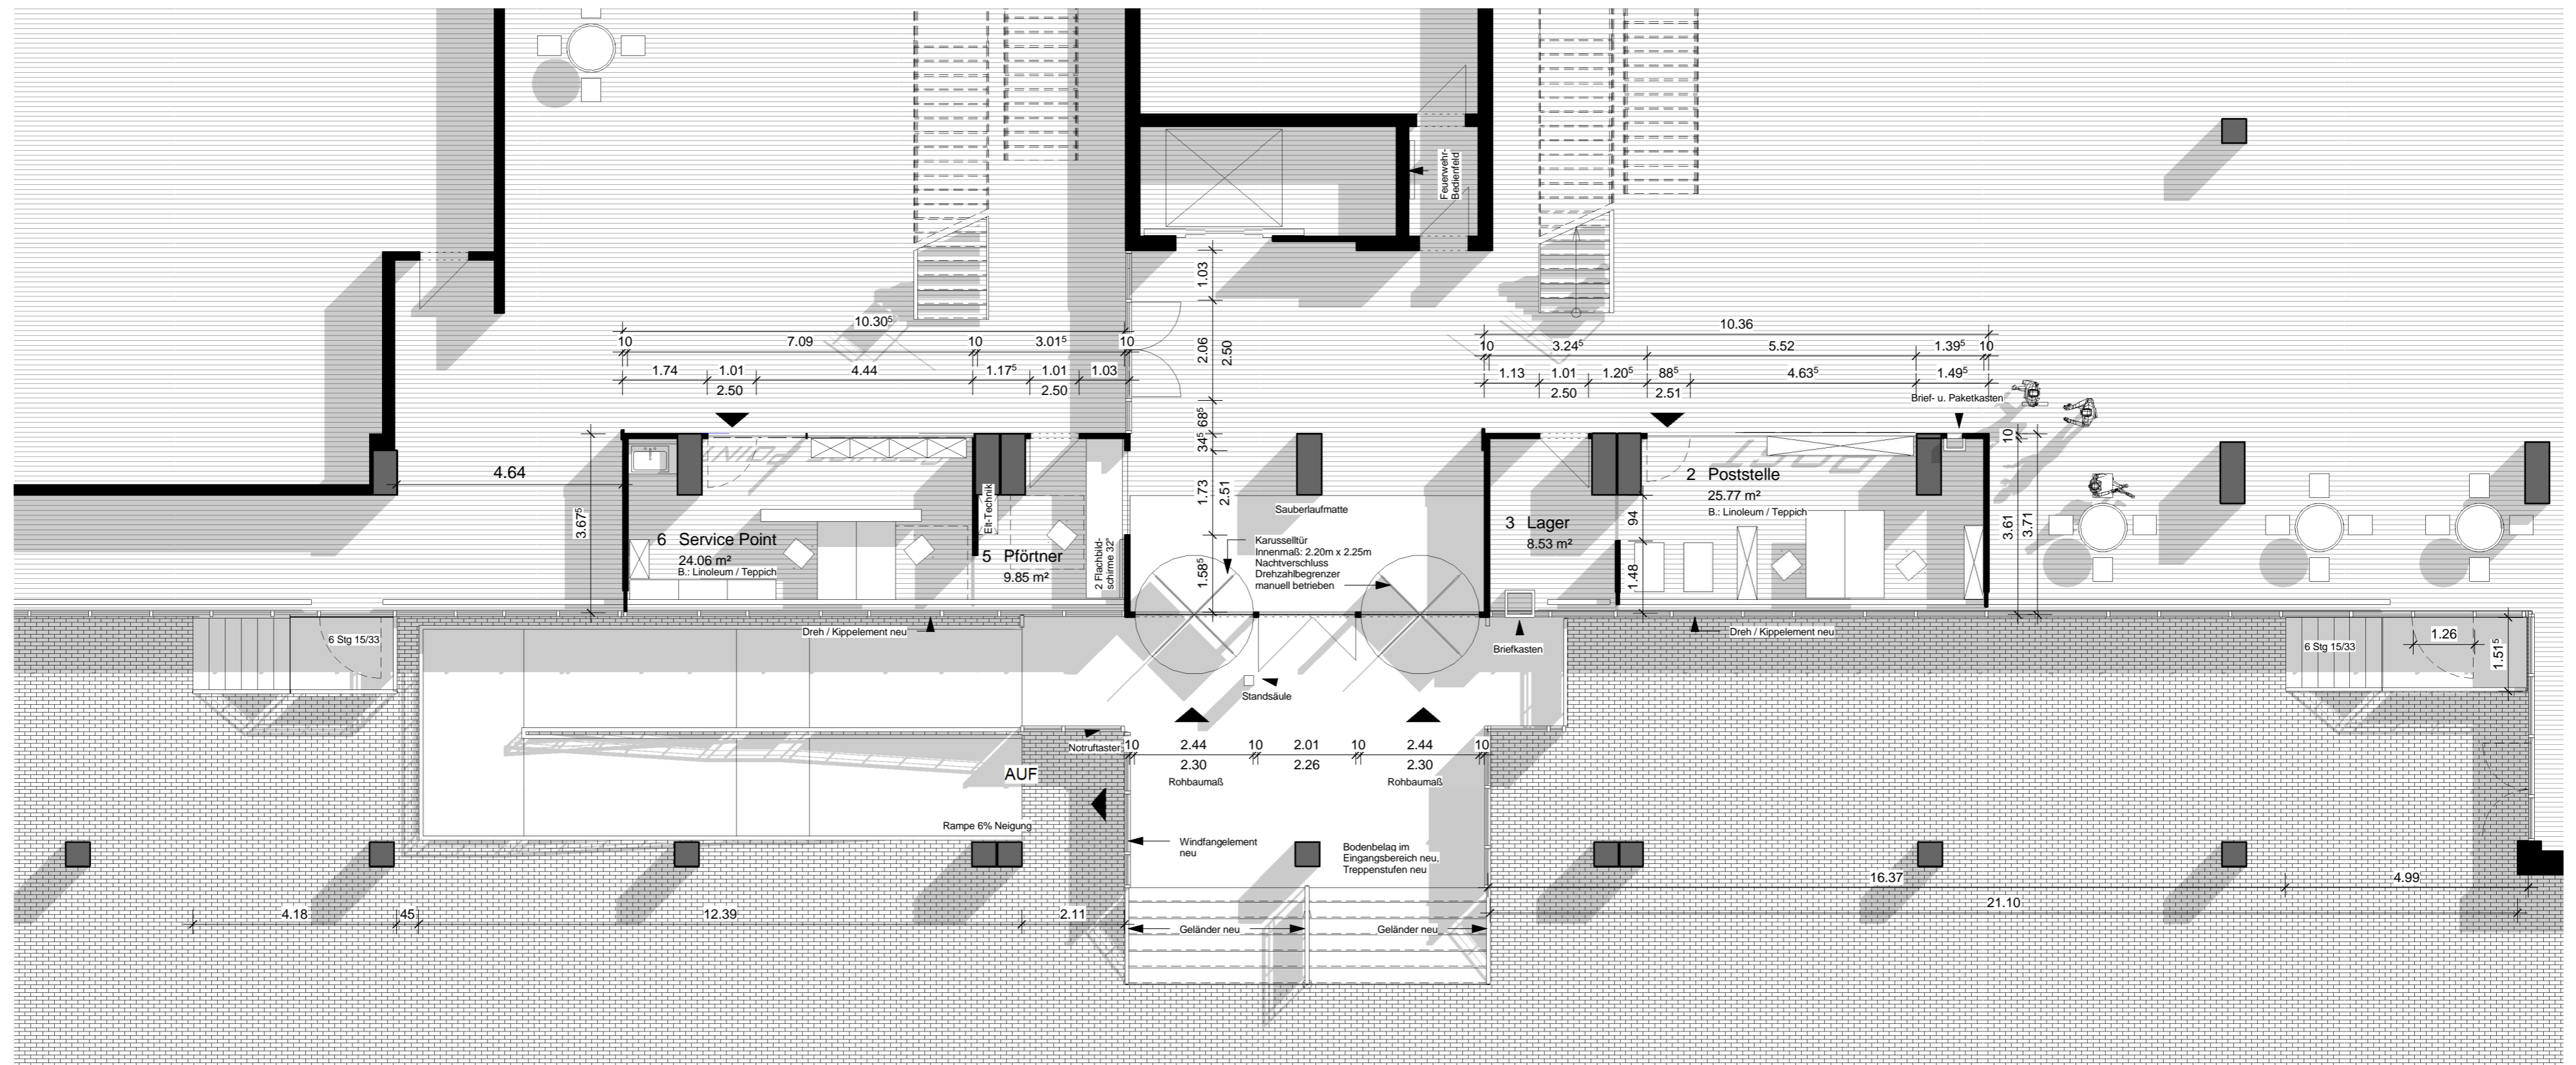 Feuerwehr-
Bedienfeld
1.03
2.06
2.50
68⁵
34⁵
1.73
2.51
1.58⁵
10.30⁵
10
7.09
10
3.01⁵
10
1.74
1.01
4.44
1.17⁵
1.01
1.03
2.50
2.50
10.36
10
3.24⁵
5.52
1.39⁵
10
1.13
1.01
1.20⁵
88⁵
4.63⁵
1.49⁵
2.50
2.51
Brief- u. Paketkasten
10
4.64
3.67⁵
POINT
POST
6 Service Point
24.06 m²
B.: Linoleum / Teppich
Elt-Technik
5 Pförtner
9.85 m²
2 Flachbild-
schirme 32"
Sauberlaufmatte
Karusselltür
Innenmaß: 2.20m x 2.25m
Nachtverschluss
Drehzahlbegrenzer
manuell betrieben
3 Lager
8.53 m²
2 Poststelle
25.77 m²
B.: Linoleum / Teppich
94
1.48
3.61
3.71
6 Stg 15/33
Dreh / Kippelement neu
Briefkasten
Dreh / Kippelement neu
6 Stg 15/33
1.26
1.51⁵
Standsäule
Notruftaster
10
2.44
10
2.01
10
2.44
10
2.30
2.26
2.30
Rohbaumaß
Rohbaumaß
AUF
Rampe 6% Neigung
Windfangelement
neu
Bodenbelag im
Eingangsbereich neu,
Treppenstufen neu
16.37
4.99
21.10
4.18
45
12.39
2.11
Geländer neu
Geländer neu